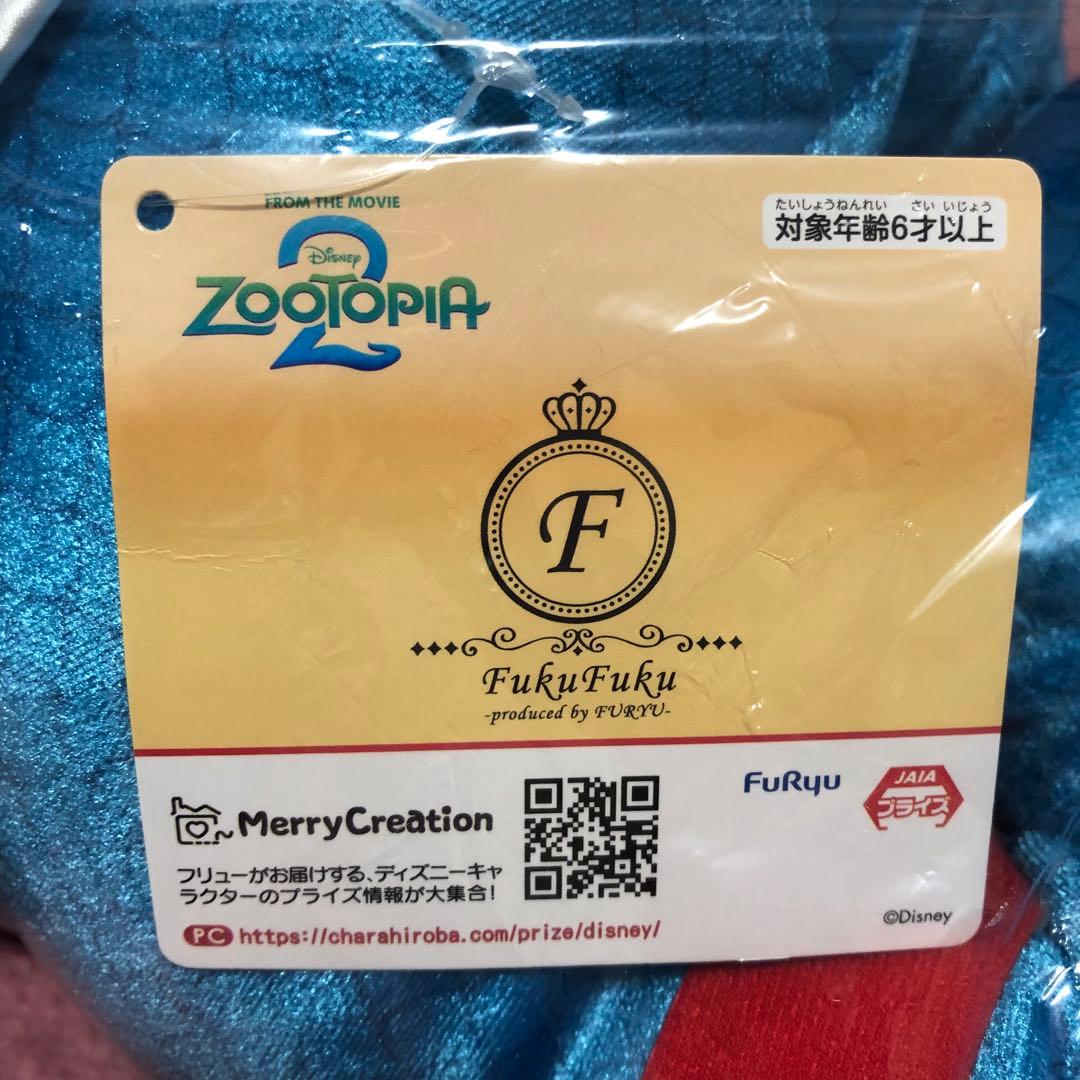 FROM THE MOVIE
Disney
ZOOTOPIA
2
たいしょうねんれい さい いじょう
対象年齢6才以上
F
FukuFuku
-produced by FURYU-
MerryCreation
フリューがお届けする、ディズニーキャ
ラクターのプライズ情報が大集合!
PC https://charahiroba.com/prize/disney/
FuRyu
JAIA
プライズ
©Disney